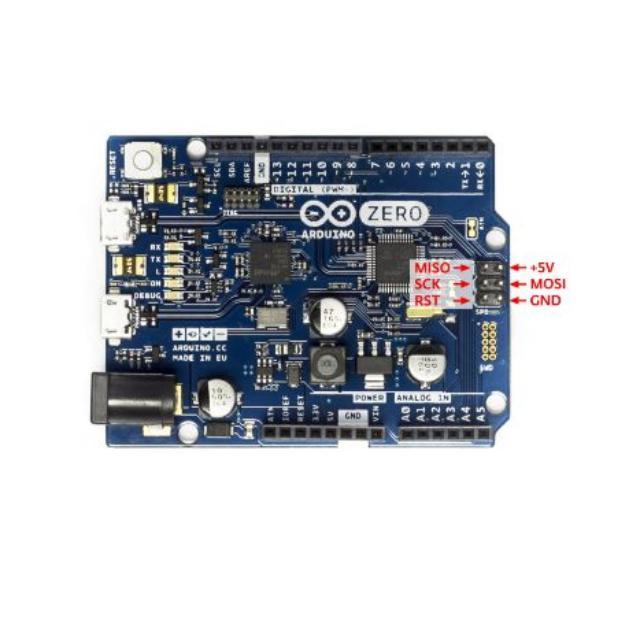 RESET
SCL
SDA
AREF
GND
~13
~12
~11
~10
~9
~8
7
~6
~5
~4
~3
2
TX→1
RX←0
DIGITAL (PWM~)
ZERO
ARDUINO
RX
TX
L
ON
DEBUG
MISO
+5V
SCK
MOSI
RST
GND
ARDUINO.CC
MADE IN EU
POWER
ANALOG IN
ATN
IOREF
RESET
3.3V
5V
GND
VIN
A0
A1
A2
A3
A4
A5